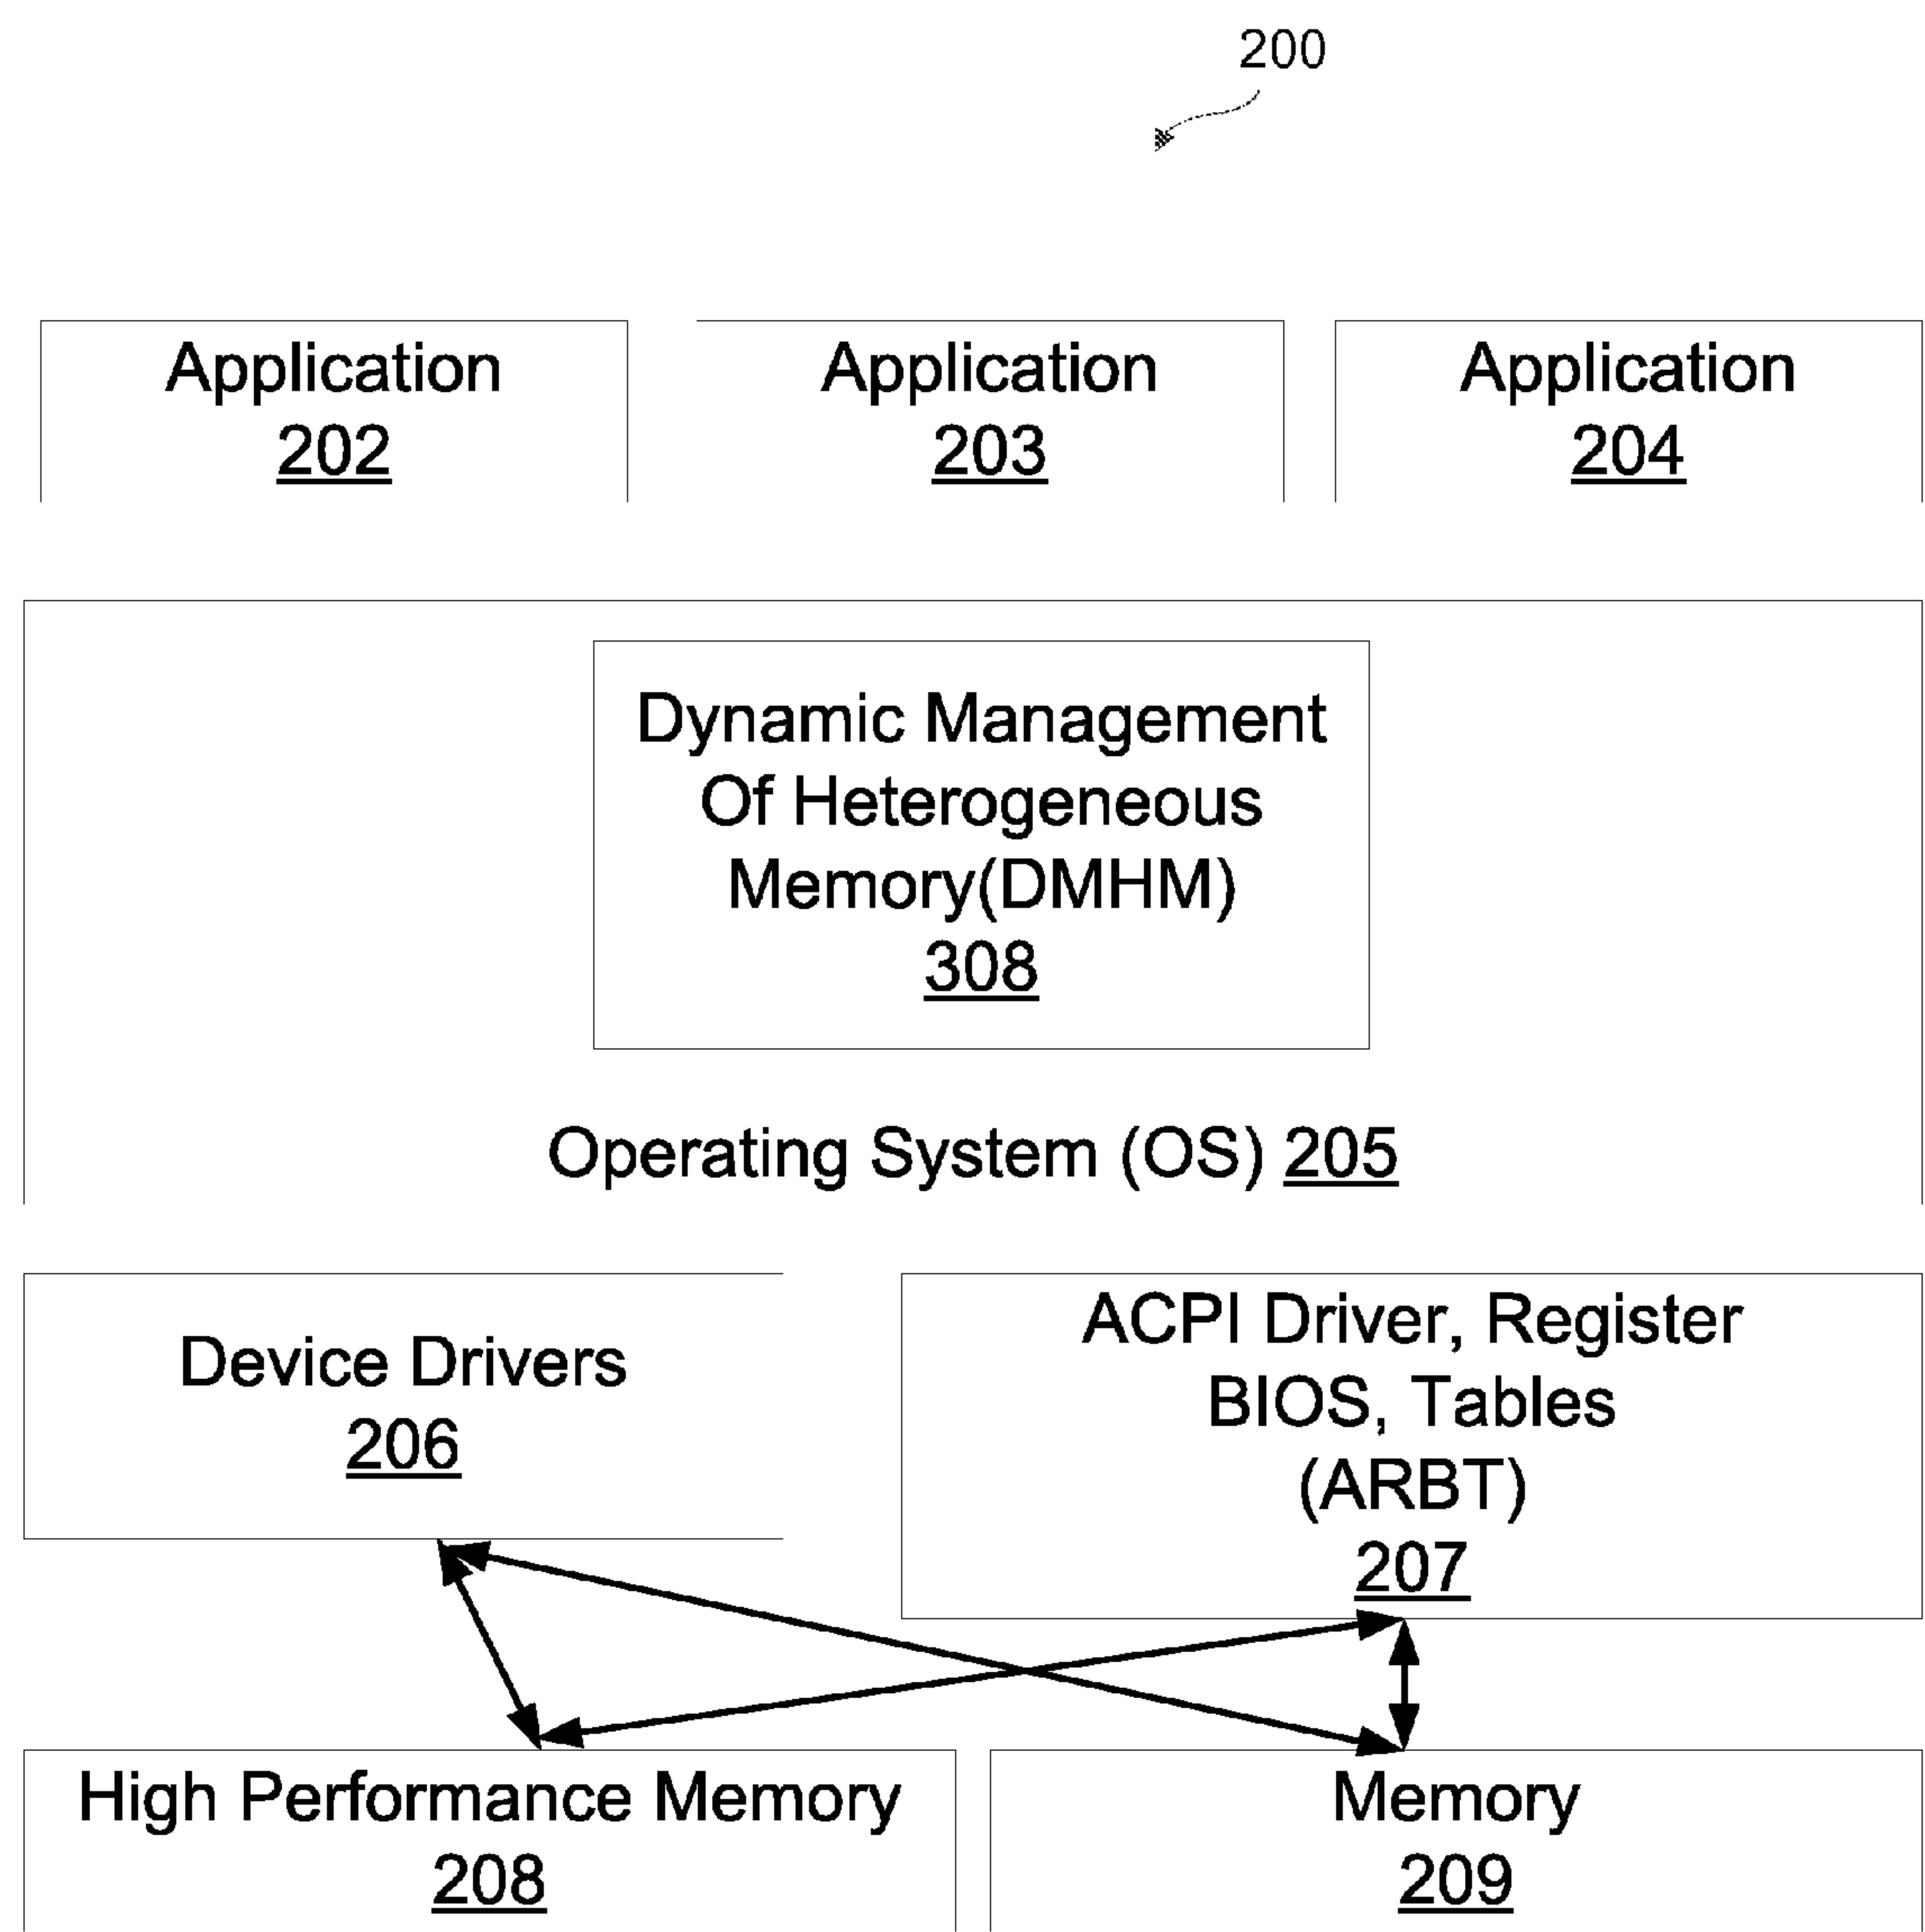 200
Application
202
Application
203
Application
204
Dynamic Management
Of Heterogeneous
Memory(DMHM)
308
Operating System (OS) 205
Device Drivers
206
ACPI Driver, Register
BIOS, Tables
(ARBT)
207
High Performance Memory
208
Memory
209